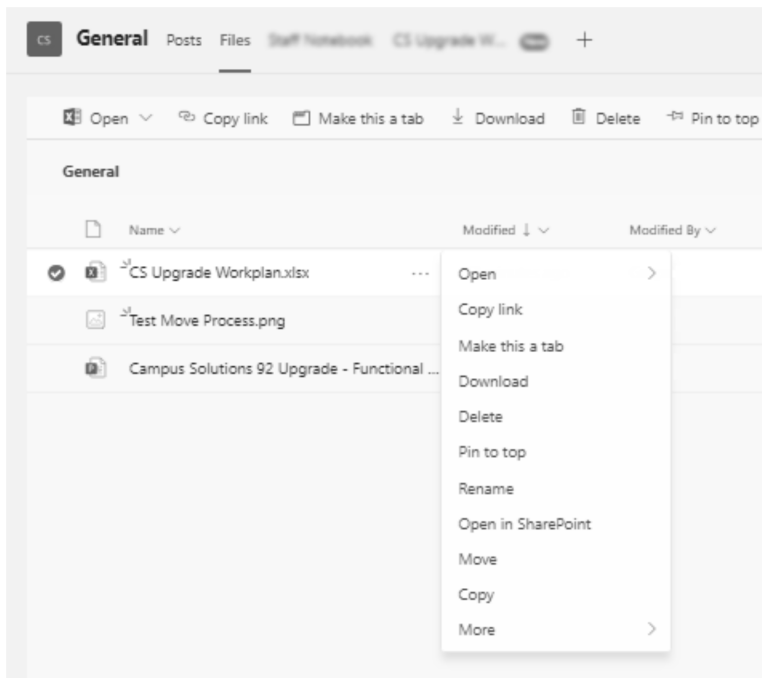 CS General Posts Files
Open Copy link Make this a tab Download Delete Pin to top
General
Name Modified Modified By
CS Upgrade Workplan.xlsx ...
Test Move Process.png
Campus Solutions 92 Upgrade - Functional ...
Open
Copy link
Make this a tab
Download
Delete
Pin to top
Rename
Open in SharePoint
Move
Copy
More